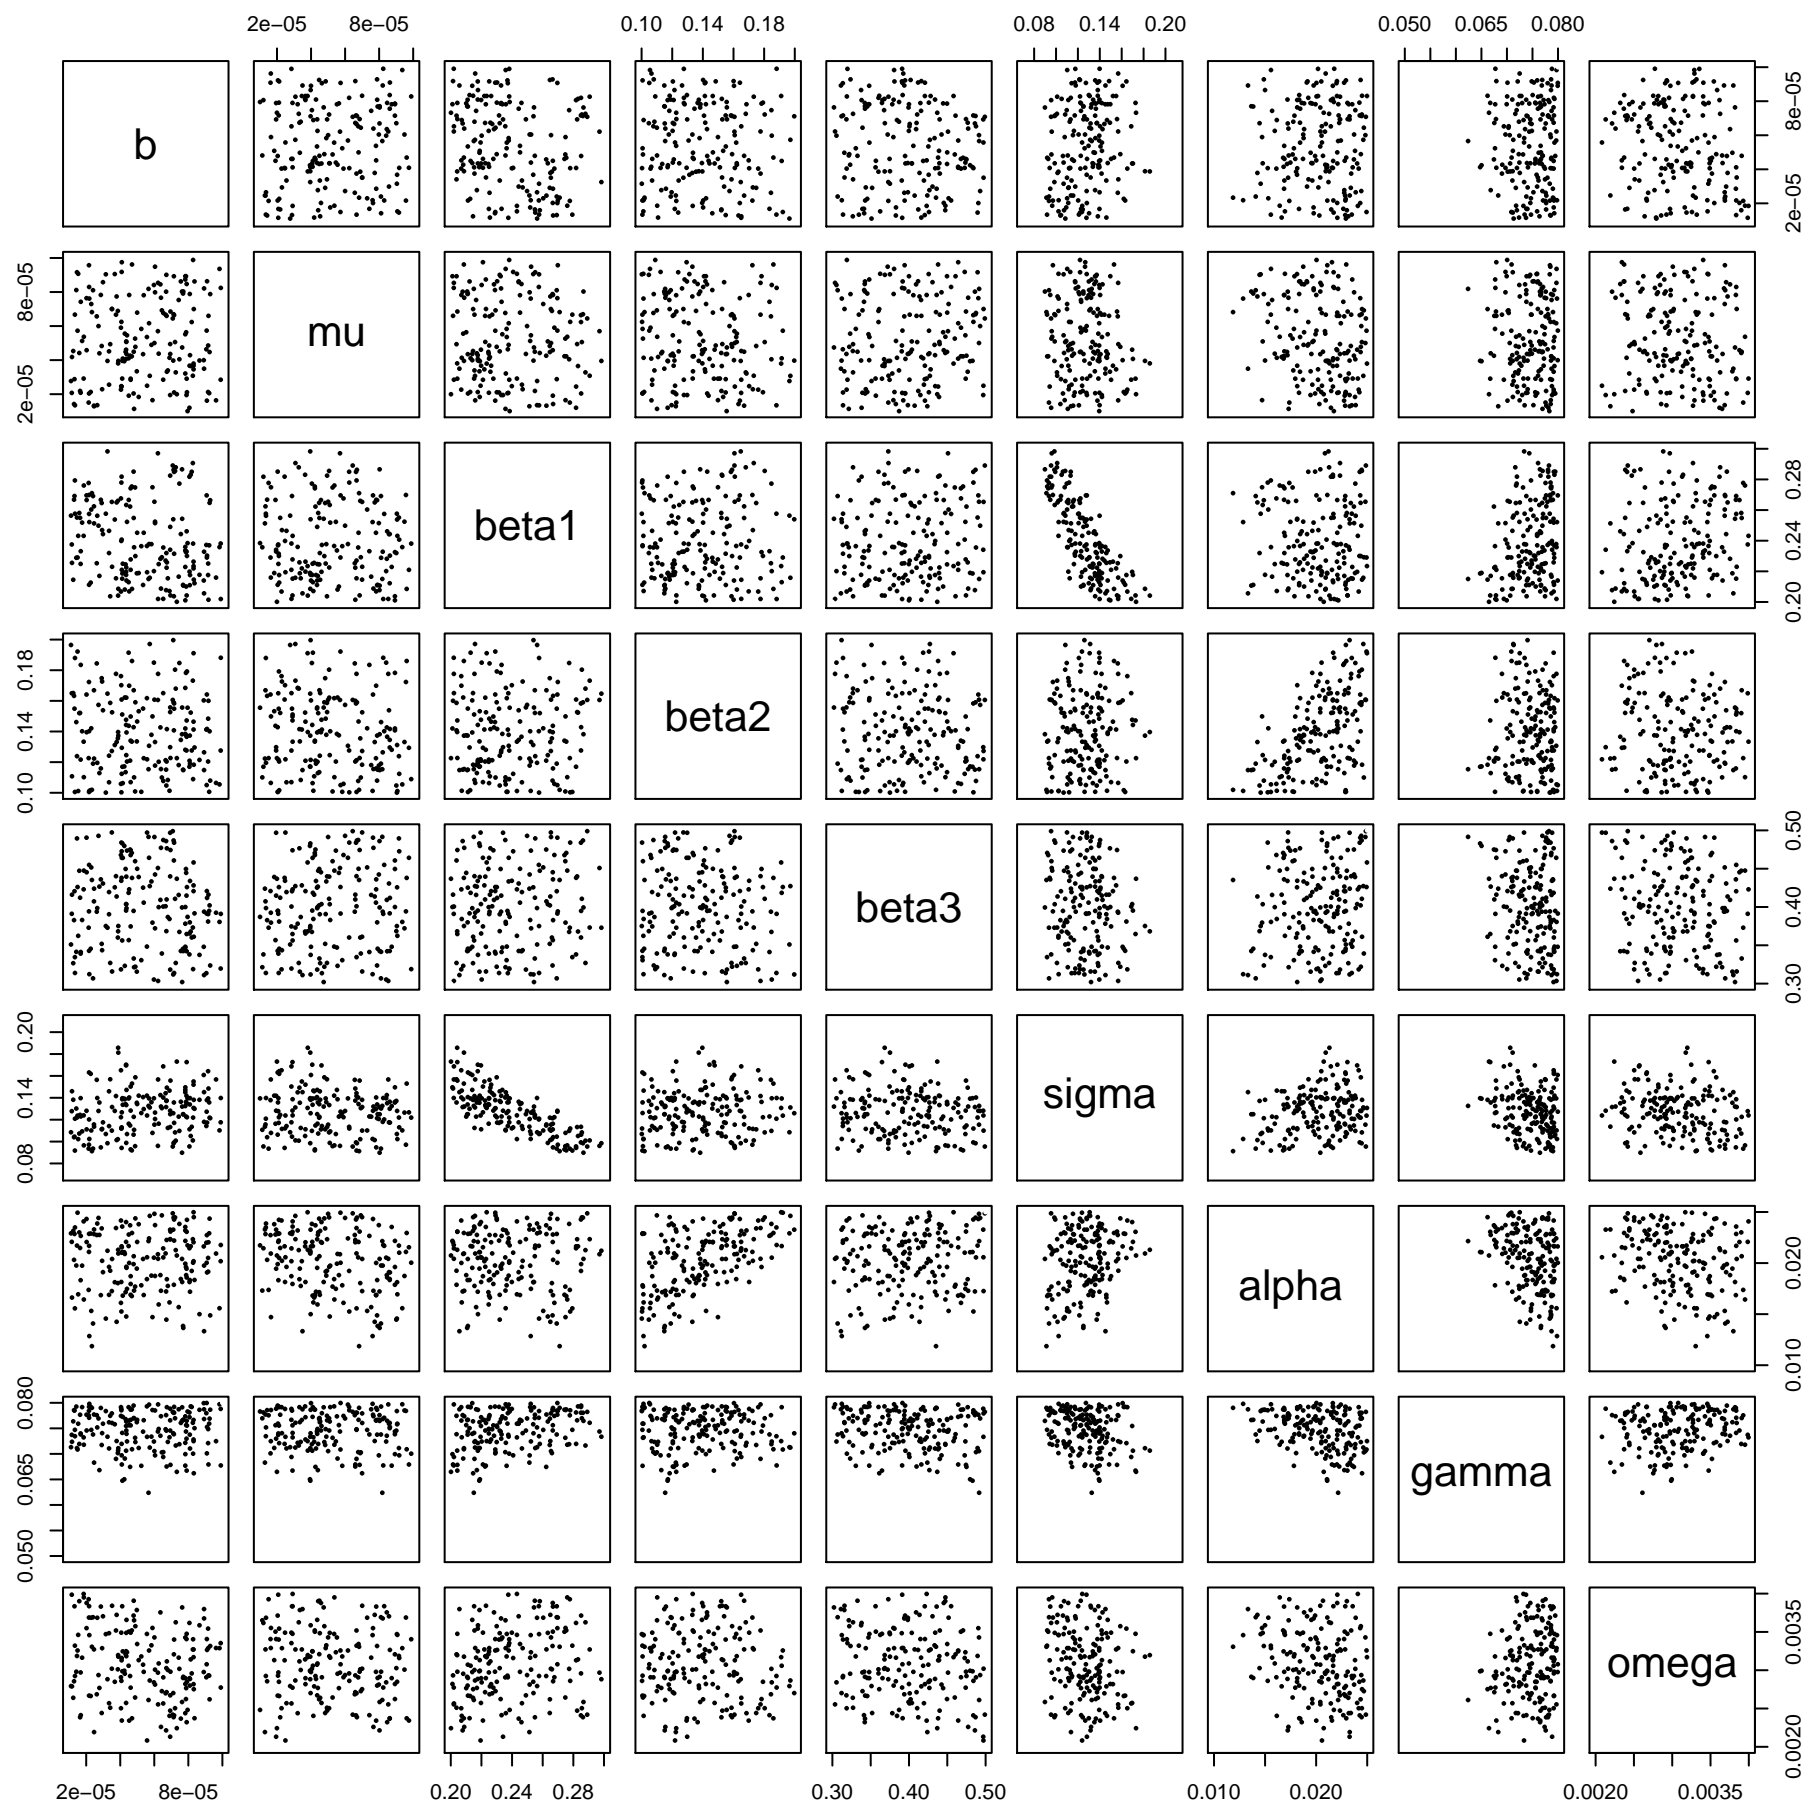 2e−05 8e−05 0.10 0.14 0.18 0.08 0.14 0.20 0.050 0.065 0.080
b 2e−05 8e−05
2e−05 8e−05 mu
beta1 0.20 0.24 0.28
0.10 0.14 0.18 beta2
beta3 0.30 0.40 0.50
0.08 0.14 0.20 sigma
alpha 0.010 0.020
0.050 0.065 0.080 gamma
omega 0.0020 0.0035
2e−05 8e−05 0.20 0.24 0.28 0.30 0.40 0.50 0.010 0.020 0.0020 0.0035